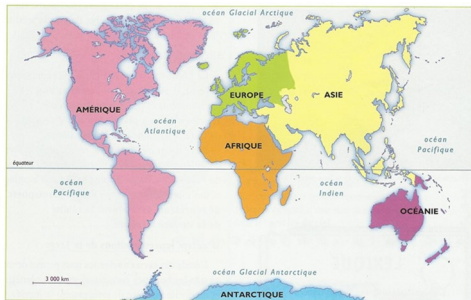 océan Glacial Arctique
EUROPE
ASIE
AMÉRIQUE
océan
Atlantique
AFRIQUE
océan
Pacifique
équateur
océan
Pacifique
océan
Indien
OCÉANIE
océan Glacial Antarctique
3 000 km
ANTARCTIQUE